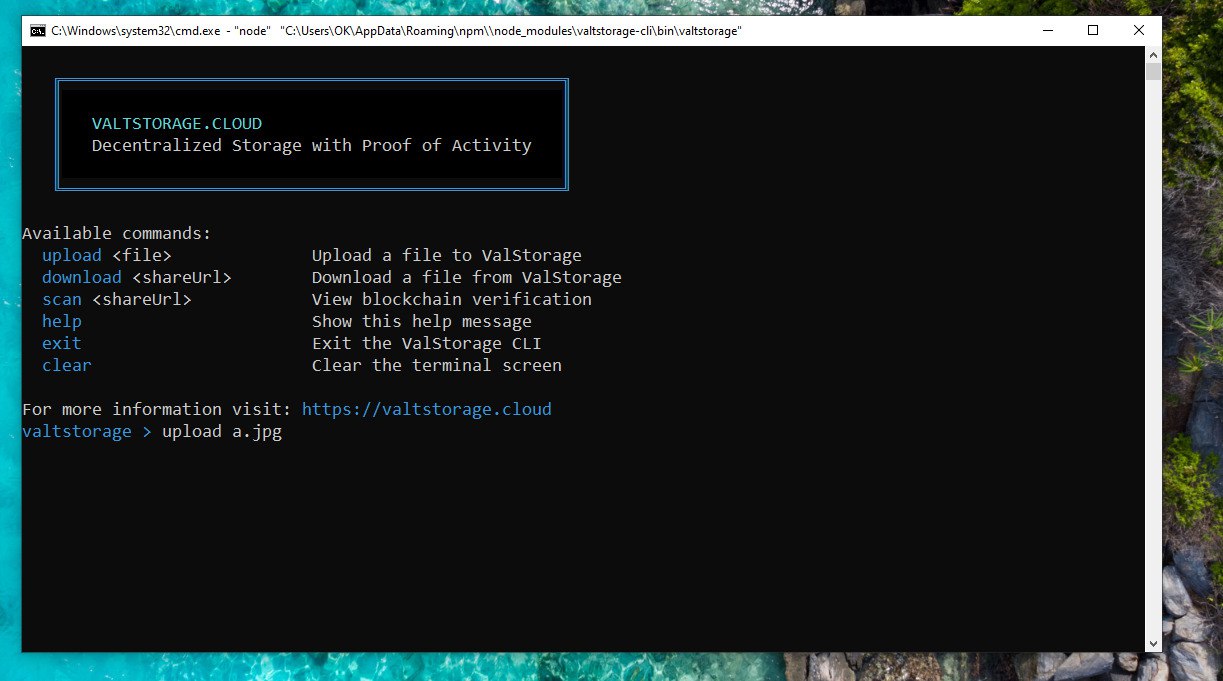 C:\Windows\system32\cmd.exe - "node" "C:\Users\OK\AppData\Roaming\npm\\node_modules\valtstorage-cli\bin\valtstorage"
VALTSTORAGE.CLOUD
Decentralized Storage with Proof of Activity
Available commands:
upload <file> Upload a file to ValStorage
download <shareUrl> Download a file from ValStorage
scan <shareUrl> View blockchain verification
help Show this help message
exit Exit the ValStorage CLI
clear Clear the terminal screen
For more information visit: https://valtstorage.cloud
valtstorage > upload a.jpg